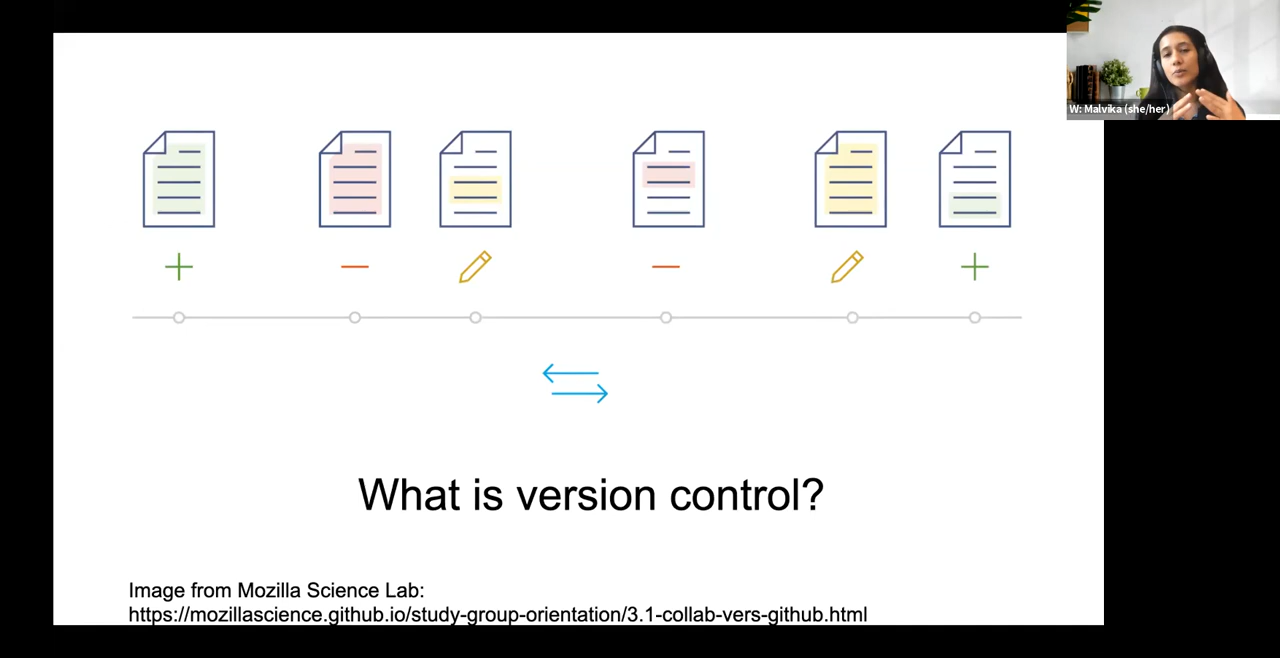 W: Malvika (she/her)
What is version control?
Image from Mozilla Science Lab:
https://mozillascience.github.io/study-group-orientation/3.1-collab-vers-github.html